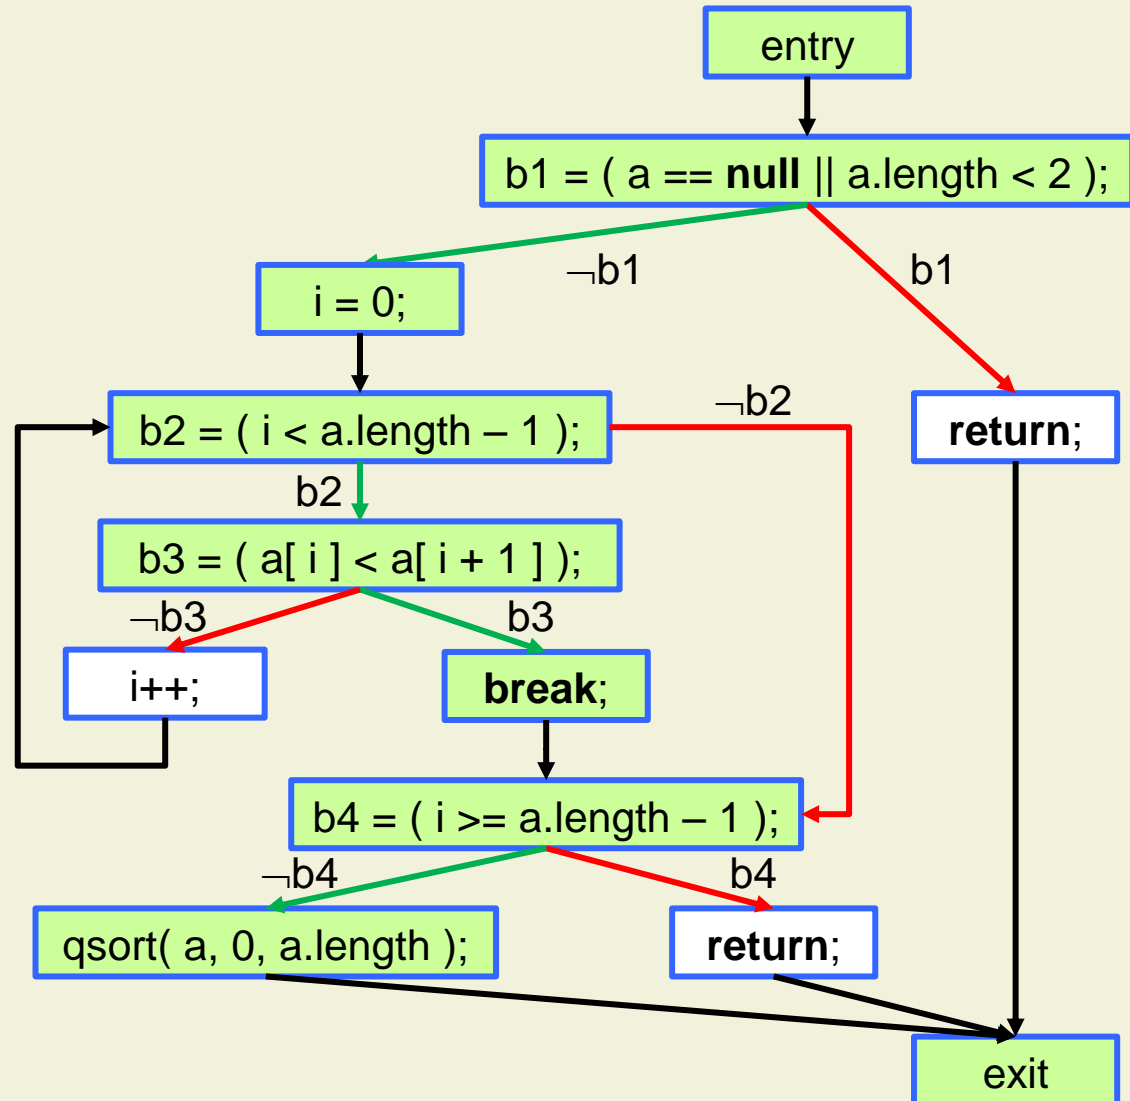 entry
b1 = ( a == null || a.length < 2 );
¬b1
b1
i = 0;
b2 = ( i < a.length – 1 );
¬b2
return;
b2
b3 = ( a[ i ] < a[ i + 1 ] );
¬b3
b3
i++;
break;
b4 = ( i >= a.length – 1 );
¬b4
b4
qsort( a, 0, a.length );
return;
exit